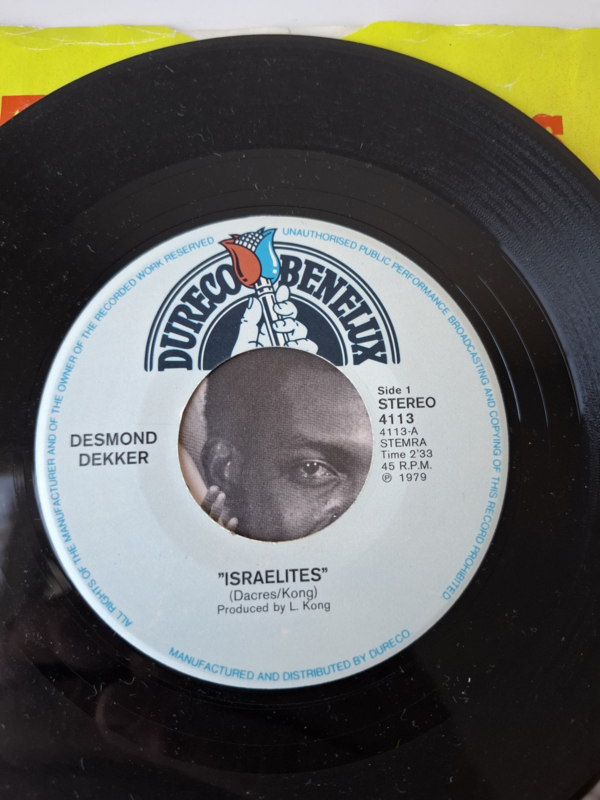 DURECO BENELUX
ALL RIGHTS OF THE MANUFACTURER AND OF THE OWNER OF THE RECORDED WORK RESERVED
UNAUTHORISED PUBLIC PERFORMANCE BROADCASTING AND COPYING OF THIS RECORD PROHIBITED
DESMOND
DEKKER
Side 1
STEREO
4113
4113-A
STEMRA
Time 2'33
45 R.P.M.
℗ 1979
"ISRAELITES"
(Dacres/Kong)
Produced by L. Kong
MANUFACTURED AND DISTRIBUTED BY DURECO